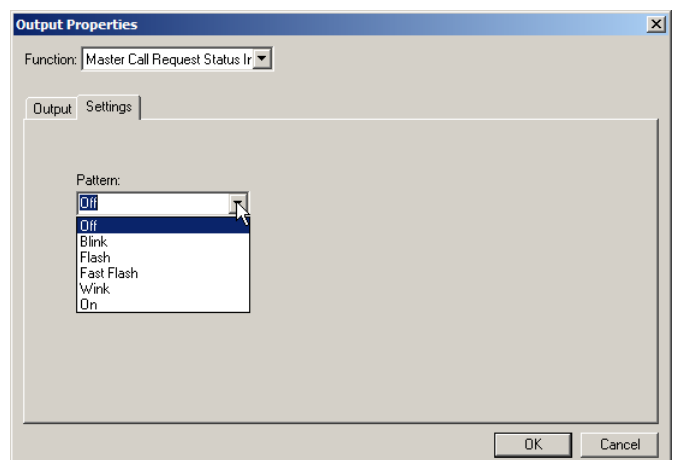 Output Properties
Function: Master Call Request Status Ir
Output Settings
Pattern:
Off
Off
Blink
Flash
Fast Flash
Wink
On
OK Cancel